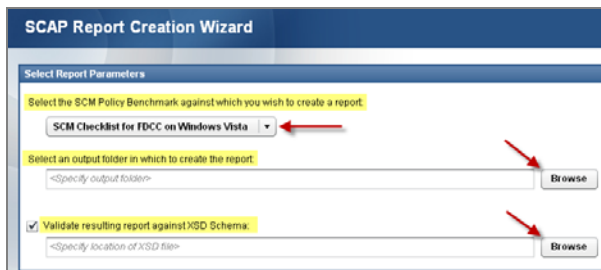 SCAP Report Creation Wizard
Select Report Parameters
Select the SCM Policy Benchmark against which you wish to create a report:
SCM Checklist for FDCC on Windows Vista
Select an output folder in which to create the report:
<Specify output folder>
Browse
Validate resulting report against XSD Schema:
<Specify location of XSD file>
Browse